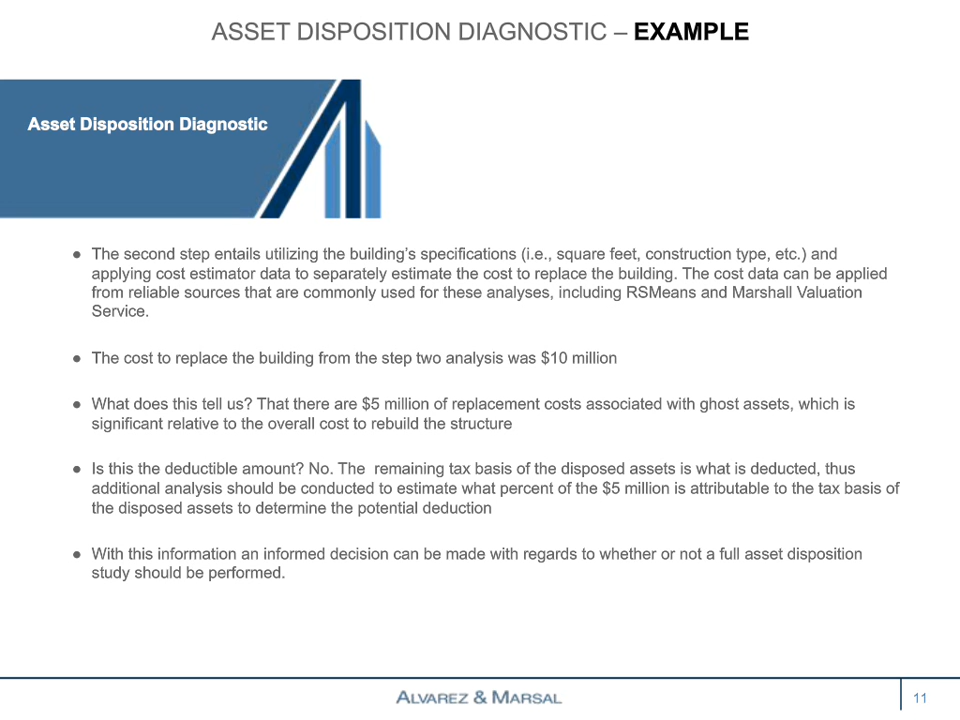 ASSET DISPOSITION DIAGNOSTIC – EXAMPLE
Asset Disposition Diagnostic
● The second step entails utilizing the building's specifications (i.e., square feet, construction type, etc.) and
applying cost estimator data to separately estimate the cost to replace the building. The cost data can be applied
from reliable sources that are commonly used for these analyses, including RSMeans and Marshall Valuation
Service.
● The cost to replace the building from the step two analysis was $10 million
● What does this tell us? That there are $5 million of replacement costs associated with ghost assets, which is
significant relative to the overall cost to rebuild the structure
● Is this the deductible amount? No. The  remaining tax basis of the disposed assets is what is deducted, thus
additional analysis should be conducted to estimate what percent of the $5 million is attributable to the tax basis of
the disposed assets to determine the potential deduction
● With this information an informed decision can be made with regards to whether or not a full asset disposition
study should be performed.
ALVAREZ & MARSAL
11